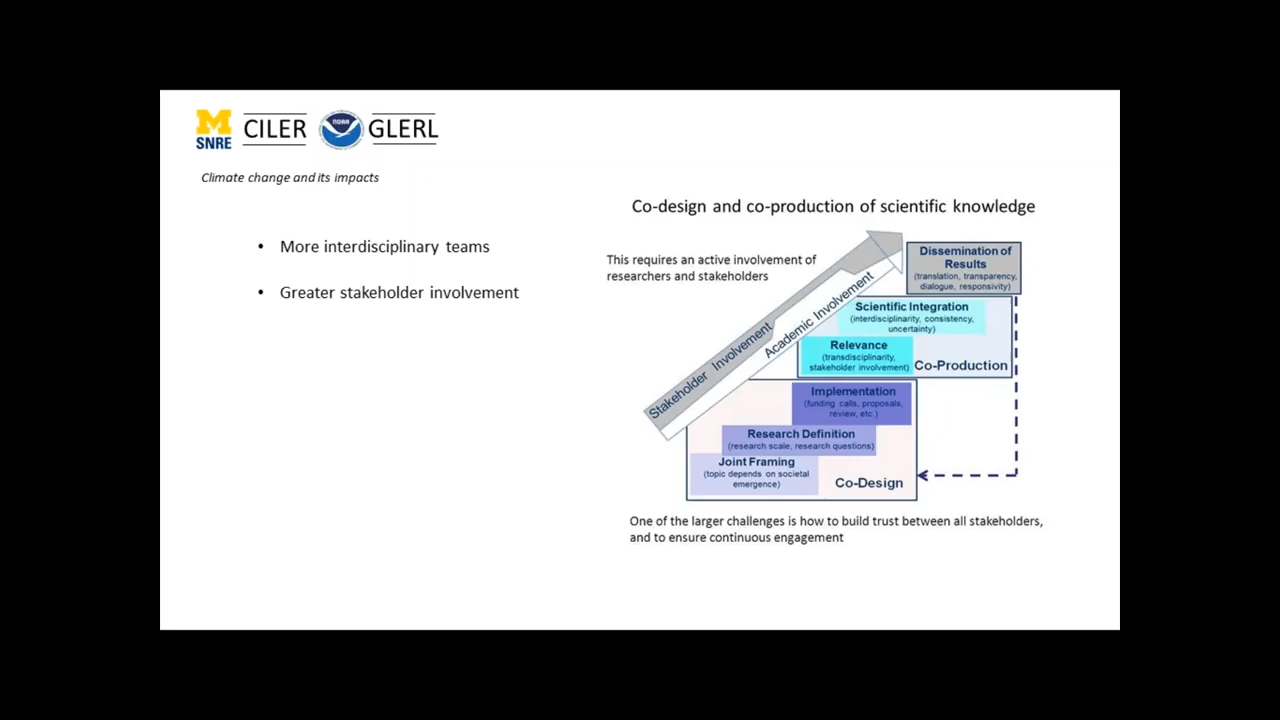 M
SNRE
CILER
NOAA
GLERL
Climate change and its impacts
• More interdisciplinary teams
• Greater stakeholder involvement
Co-design and co-production of scientific knowledge
This requires an active involvement of
researchers and stakeholders
Stakeholder Involvement
Academic Involvement
Dissemination of
Results
(translation, transparency,
dialogue, responsivity)
Scientific Integration
(interdisciplinarity, consistency,
uncertainty)
Relevance
(transdisciplinarity,
stakeholder involvement)
Co-Production
Implementation
(funding calls, proposals,
review, etc.)
Research Definition
(research scale, research questions)
Joint Framing
(topic depends on societal
emergence)
Co-Design
One of the larger challenges is how to build trust between all stakeholders,
and to ensure continuous engagement